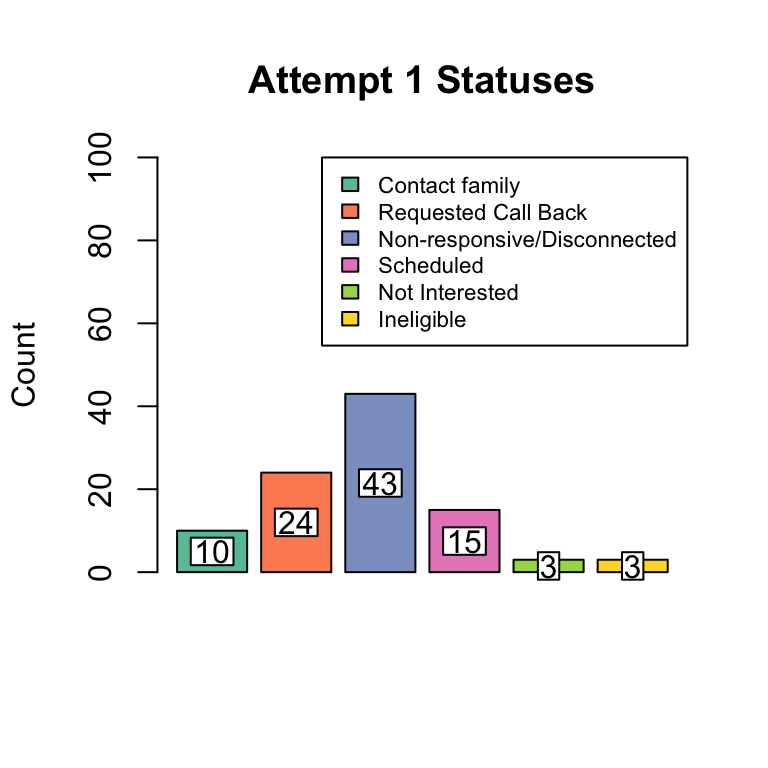 Attempt 1 Statuses
Count
100
80
60
40
20
0
Contact family
Requested Call Back
Non-responsive/Disconnected
Scheduled
Not Interested
Ineligible
10
24
43
15
3
3